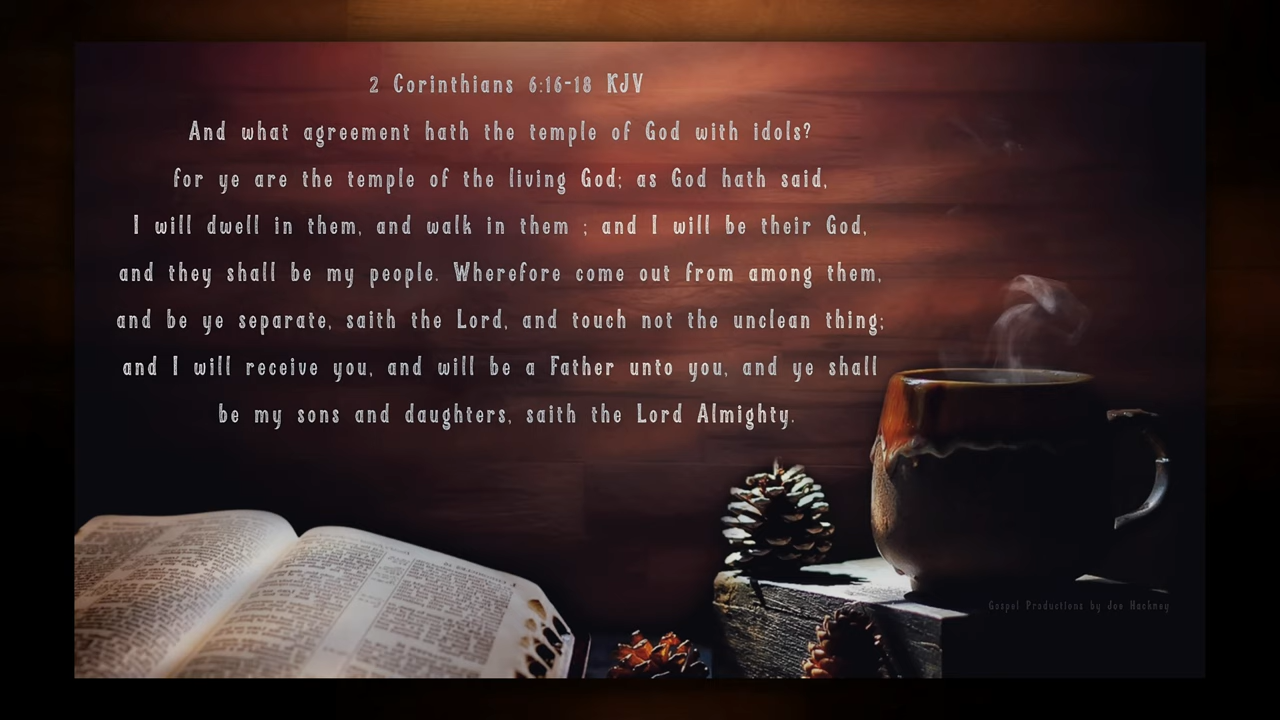 2 Corinthians 6:16-18 KJV
And what agreement hath the temple of God with idols?
for ye are the temple of the living God; as God hath said,
I will dwell in them, and walk in them ; and I will be their God,
and they shall be my people. Wherefore come out from among them,
and be ye separate, saith the Lord, and touch not the unclean thing;
and I will receive you, and will be a Father unto you, and ye shall
be my sons and daughters, saith the Lord Almighty.
Gospel Productions by Joe Hackney